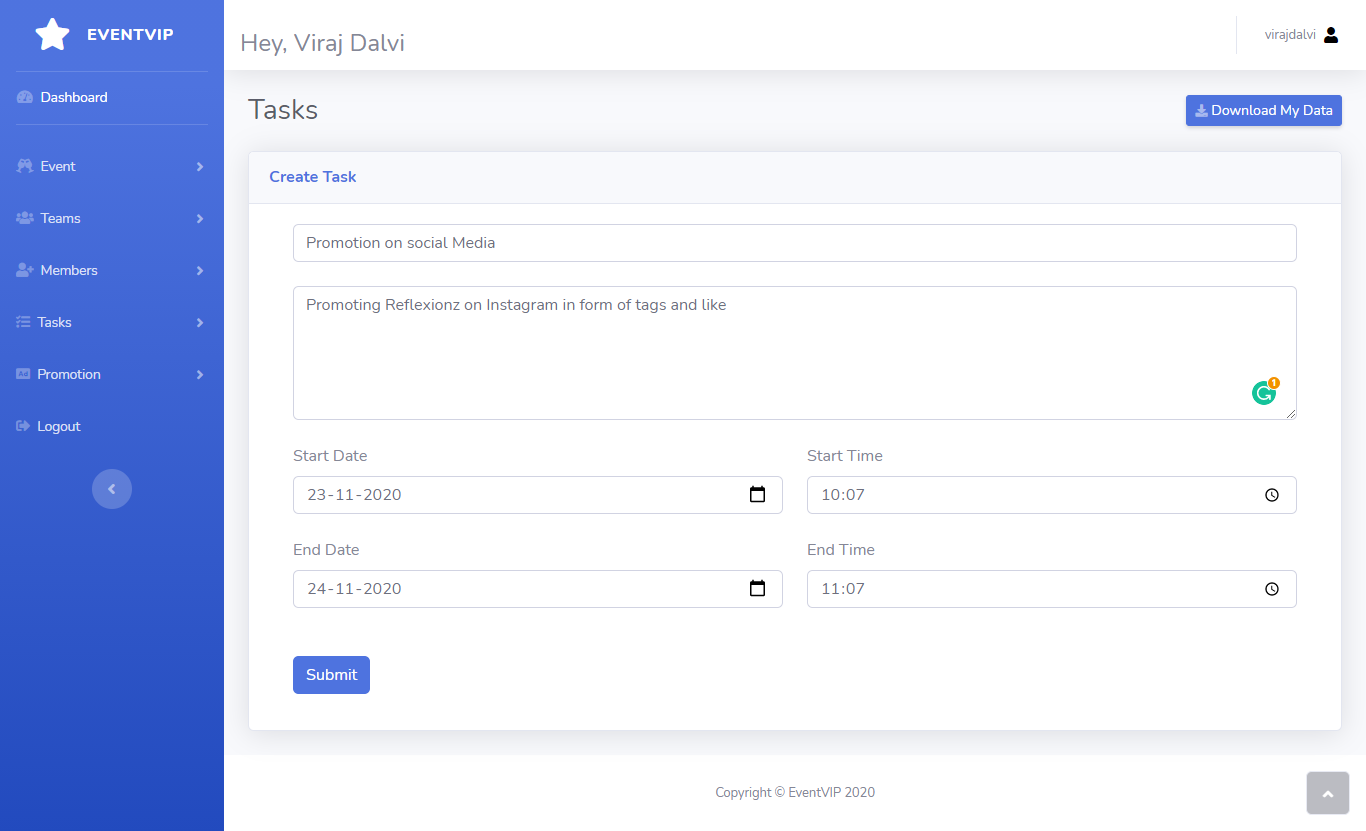 EVENTVIP
Hey, Viraj Dalvi
virajdalvi
Dashboard
Event
Teams
Members
Tasks
Ad Promotion
Logout
Tasks
Download My Data
Create Task
Promotion on social Media
Promoting Reflexionz on Instagram in form of tags and like
1
Start Date
Start Time
23-11-2020
10:07
End Date
End Time
24-11-2020
11:07
Submit
Copyright © EventVIP 2020